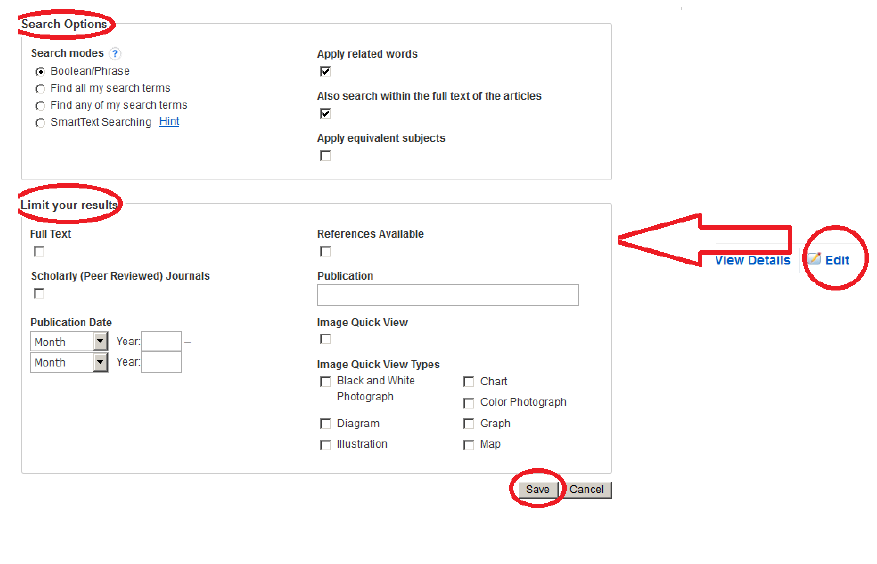 Search Options
Search modes ?
Boolean/Phrase
Find all my search terms
Find any of my search terms
SmartText Searching Hint
Apply related words
Also search within the full text of the articles
Apply equivalent subjects
Limit your results
Full Text
Scholarly (Peer Reviewed) Journals
Publication Date
Month Year: –
Month Year:
References Available
Publication
Image Quick View
Image Quick View Types
Black and White
Photograph
Chart
Color Photograph
Diagram
Graph
Illustration
Map
Save Cancel
View Details Edit